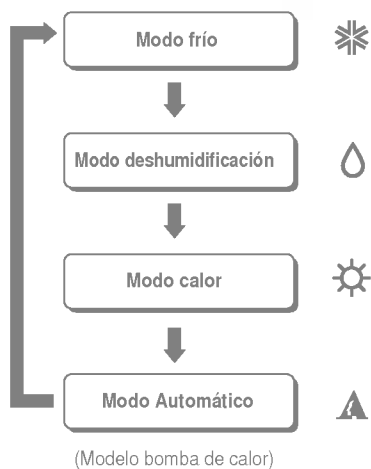 Modo frío
Modo deshumidificación
Modo calor
Modo Automático
(Modelo bomba de calor)